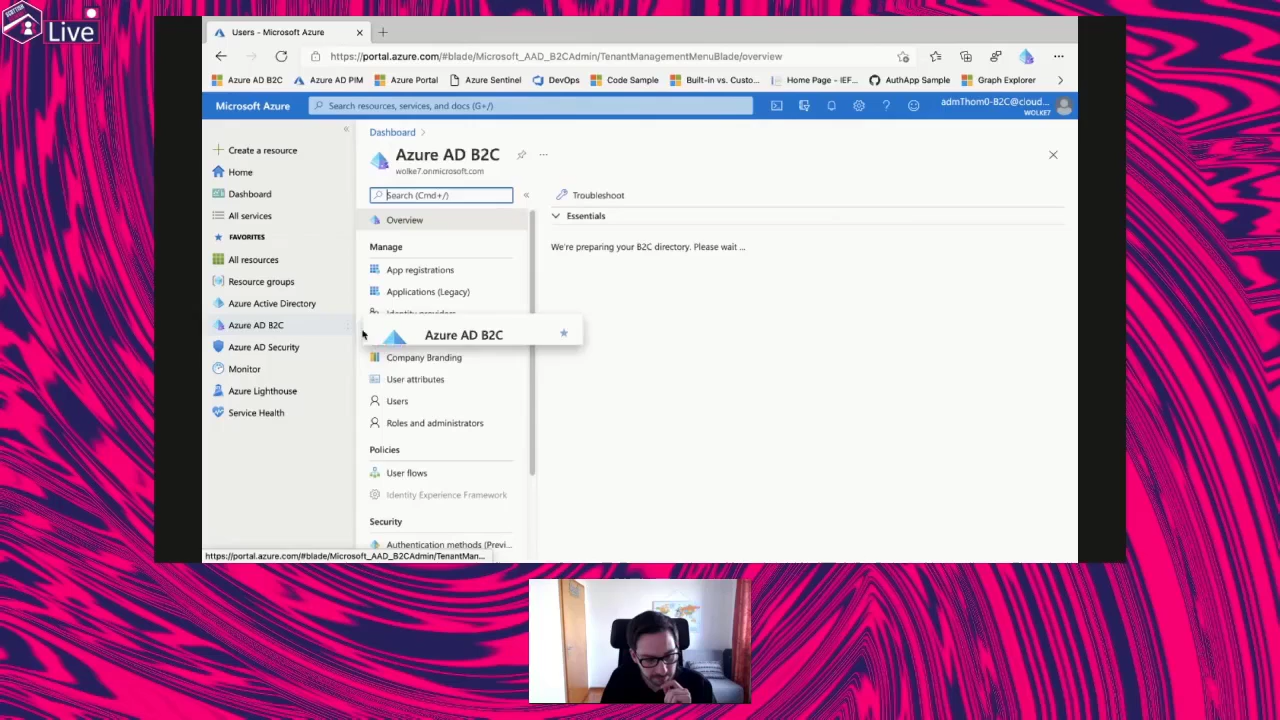 Live
Users - Microsoft Azure
https://portal.azure.com/#blade/Microsoft_AAD_B2CAdmin/TenantManagementMenuBlade/overview
Azure AD B2C
Azure AD PIM
Azure Portal
Azure Sentinel
DevOps
Code Sample
Built-in vs. Custo...
Home Page - IEF...
AuthApp Sample
Graph Explorer
Microsoft Azure
Search resources, services, and docs (G+/)
admThom0-B2C@cloud...
WOLKE7
Create a resource
Home
Dashboard
All services
FAVORITES
All resources
Resource groups
Azure Active Directory
Azure AD B2C
Azure AD Security
Monitor
Azure Lighthouse
Service Health
Dashboard
Azure AD B2C
wolke7.onmicrosoft.com
Search (Cmd+/)
Overview
Manage
App registrations
Applications (Legacy)
Identity providers
Azure AD B2C
Company Branding
User attributes
Users
Roles and administrators
Policies
User flows
Identity Experience Framework
Security
Authentication methods (Previ...
Troubleshoot
Essentials
We're preparing your B2C directory. Please wait ...
https://portal.azure.com/#blade/Microsoft_AAD_B2CAdmin/TenantMan...